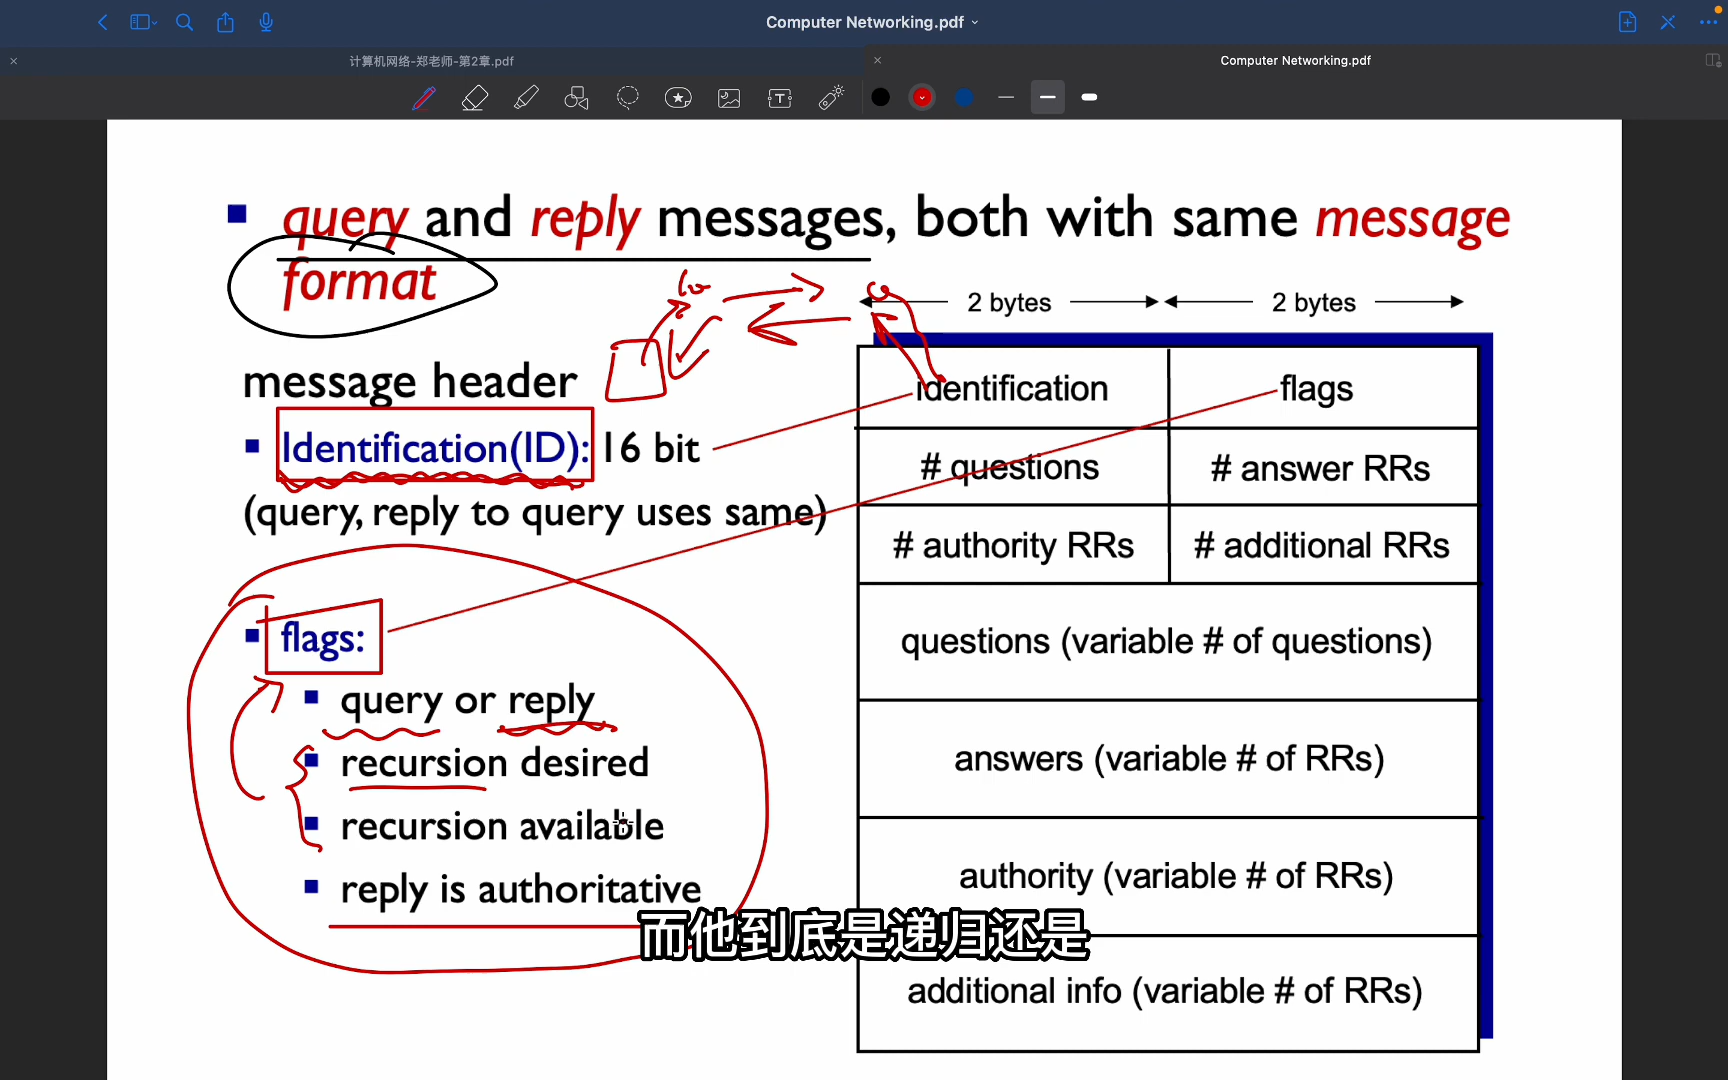 Computer Networking.pdf
计算机网络-郑老师-第2章.pdf
Computer Networking.pdf
query and reply messages, both with same message
format
2 bytes
2 bytes
message header
Identification(ID): 16 bit
(query, reply to query uses same)
flags:
query or reply
recursion desired
recursion available
reply is authoritative
identification
flags
# questions
# answer RRs
# authority RRs
# additional RRs
questions (variable # of questions)
answers (variable # of RRs)
authority (variable # of RRs)
additional info (variable # of RRs)
而他到底是递归还是